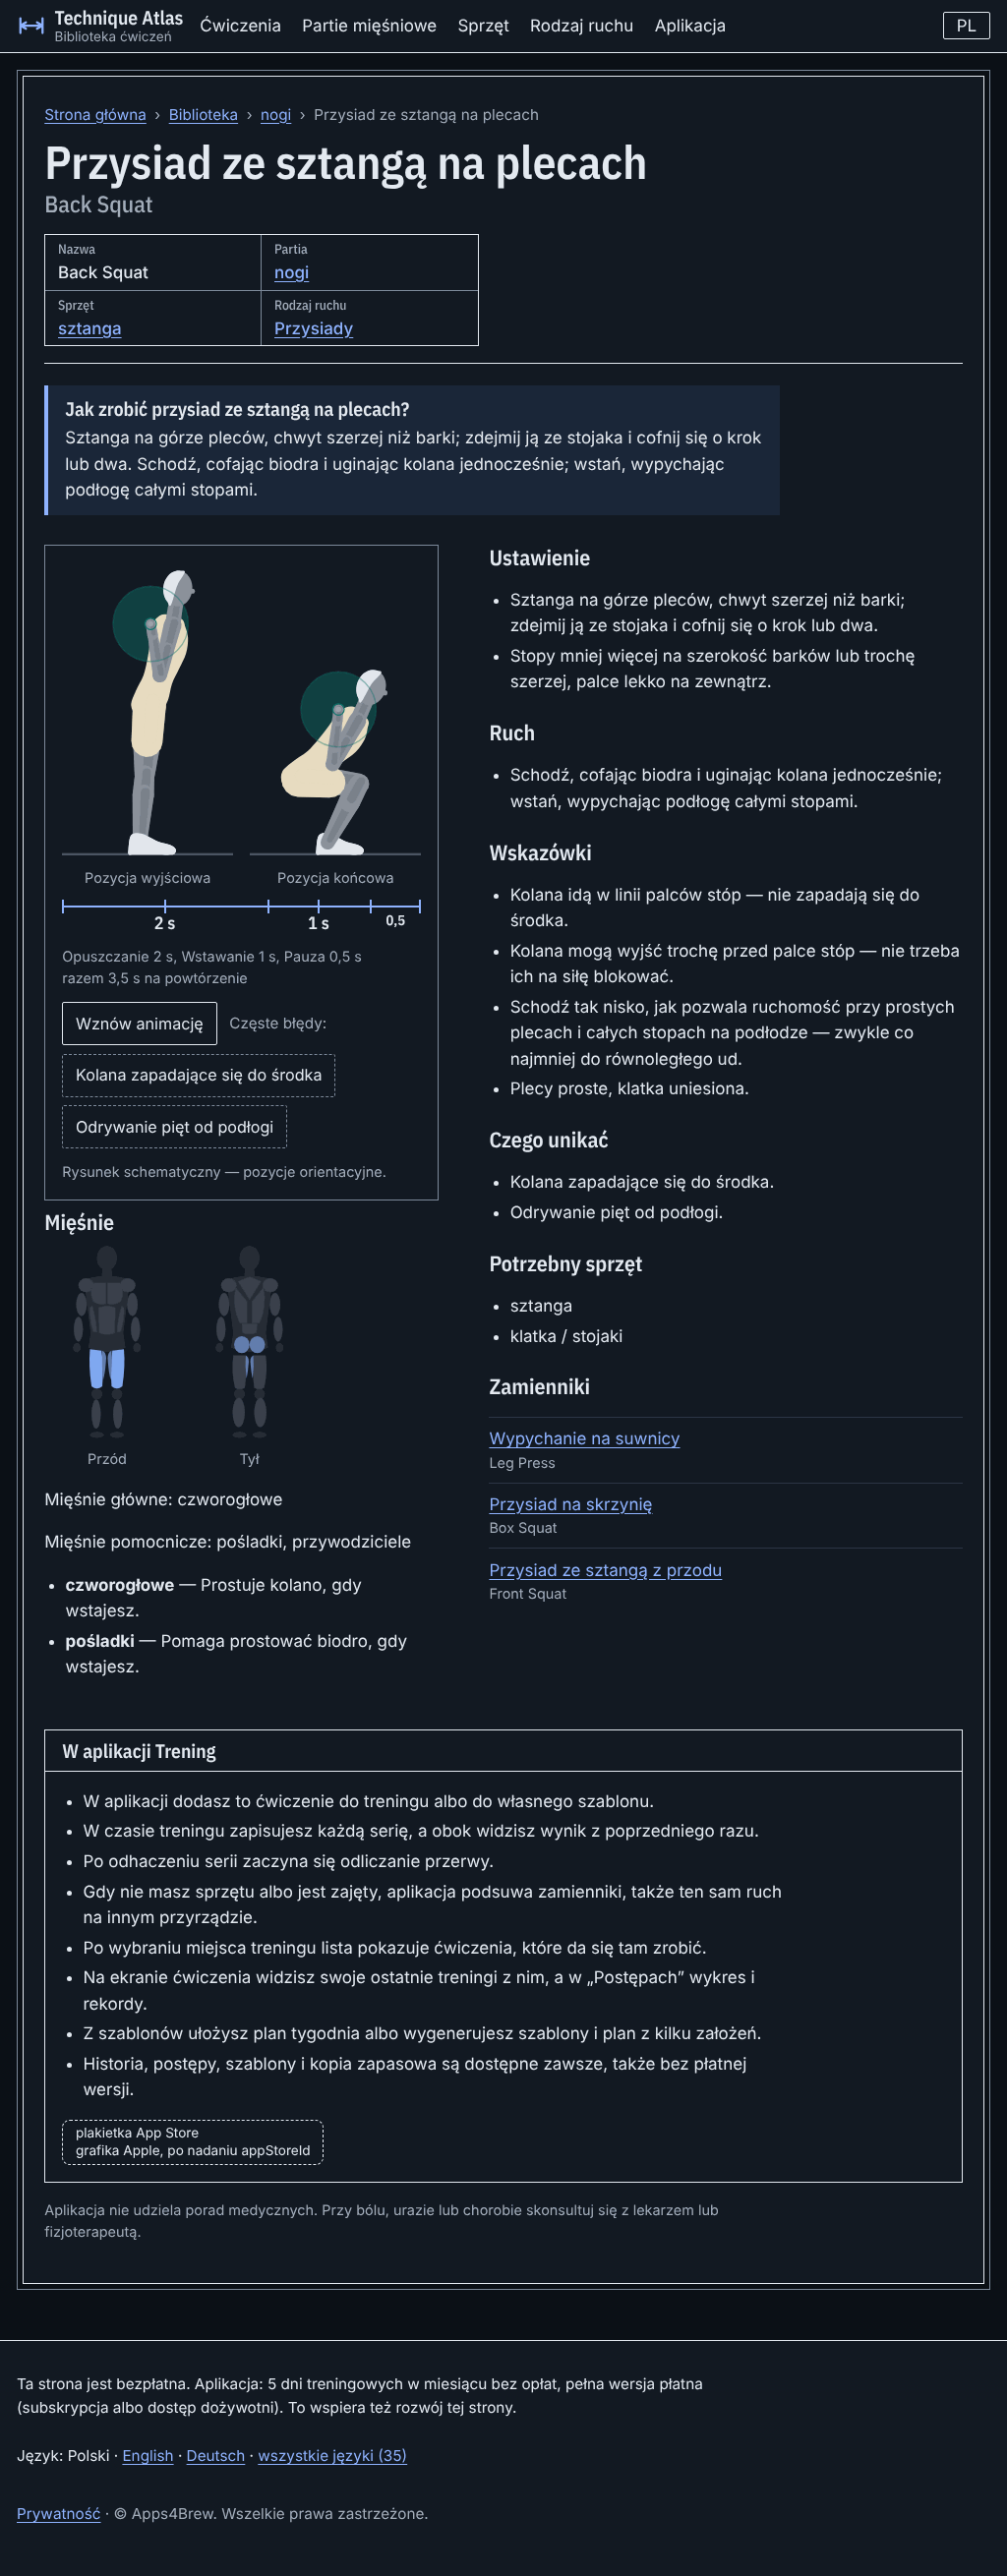 Technique Atlas
Biblioteka ćwiczeń
Ćwiczenia
Partie mięśniowe
Sprzęt
Rodzaj ruchu
Aplikacja
PL
Strona główna › Biblioteka › nogi › Przysiad ze sztangą na plecach
Przysiad ze sztangą na plecach
Back Squat
Nazwa
Back Squat
Partia
nogi
Sprzęt
sztanga
Rodzaj ruchu
Przysiady
Jak zrobić przysiad ze sztangą na plecach?
Sztanga na górze pleców, chwyt szerzej niż barki; zdejmij ją ze stojaka i cofnij się o krok
lub dwa. Schodź, cofając biodra i uginając kolana jednocześnie; wstań, wypychając
podłogę całymi stopami.
Pozycja wyjściowa
Pozycja końcowa
2 s
1 s
0,5
Opuszczanie 2 s, Wstawanie 1 s, Pauza 0,5 s
razem 3,5 s na powtórzenie
Wznów animację
Częste błędy:
Kolana zapadające się do środka
Odrywanie pięt od podłogi
Rysunek schematyczny — pozycje orientacyjne.
Mięśnie
Przód
Tył
Mięśnie główne: czworogłowe
Mięśnie pomocnicze: pośladki, przywodziciele
czworogłowe — Prostuje kolano, gdy
wstajesz.
pośladki — Pomaga prostować biodro, gdy
wstajesz.
Ustawienie
Sztanga na górze pleców, chwyt szerzej niż barki;
zdejmij ją ze stojaka i cofnij się o krok lub dwa.
Stopy mniej więcej na szerokość barków lub trochę
szerzej, palce lekko na zewnątrz.
Ruch
Schodź, cofając biodra i uginając kolana jednocześnie;
wstań, wypychając podłogę całymi stopami.
Wskazówki
Kolana idą w linii palców stóp — nie zapadają się do
środka.
Kolana mogą wyjść trochę przed palce stóp — nie trzeba
ich na siłę blokować.
Schodź tak nisko, jak pozwala ruchomość przy prostych
plecach i całych stopach na podłodze — zwykle co
najmniej do równoległego ud.
Plecy proste, klatka uniesiona.
Czego unikać
Kolana zapadające się do środka.
Odrywanie pięt od podłogi.
Potrzebny sprzęt
sztanga
klatka / stojaki
Zamienniki
Wypychanie na suwnicy
Leg Press
Przysiad na skrzynię
Box Squat
Przysiad ze sztangą z przodu
Front Squat
W aplikacji Trening
W aplikacji dodasz to ćwiczenie do treningu albo do własnego szablonu.
W czasie treningu zapisujesz każdą serię, a obok widzisz wynik z poprzedniego razu.
Po odhaczeniu serii zaczyna się odliczanie przerwy.
Gdy nie masz sprzętu albo jest zajęty, aplikacja podsuwa zamienniki, także ten sam ruch
na innym przyrządzie.
Po wybraniu miejsca treningu lista pokazuje ćwiczenia, które da się tam zrobić.
Na ekranie ćwiczenia widzisz swoje ostatnie treningi z nim, a w „Postępach” wykres i
rekordy.
Z szablonów ułożysz plan tygodnia albo wygenerujesz szablony i plan z kilku założeń.
Historia, postępy, szablony i kopia zapasowa są dostępne zawsze, także bez płatnej
wersji.
plakietka App Store
grafika Apple, po nadaniu appStoreId
Aplikacja nie udziela porad medycznych. Przy bólu, urazie lub chorobie skonsultuj się z lekarzem lub
fizjoterapeutą.
Ta strona jest bezpłatna. Aplikacja: 5 dni treningowych w miesiącu bez opłat, pełna wersja płatna
(subskrypcja albo dostęp dożywotni). To wspiera też rozwój tej strony.
Język: Polski · English · Deutsch · wszystkie języki (35)
Prywatność · © Apps4Brew. Wszelkie prawa zastrzeżone.